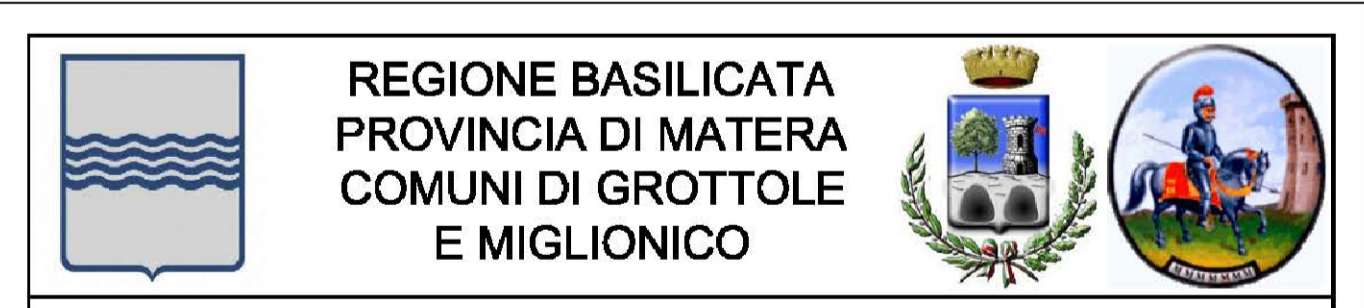 REGIONE BASILICATA
PROVINCIA DI MATERA
COMUNI DI GROTTOLE
E MIGLIONICO